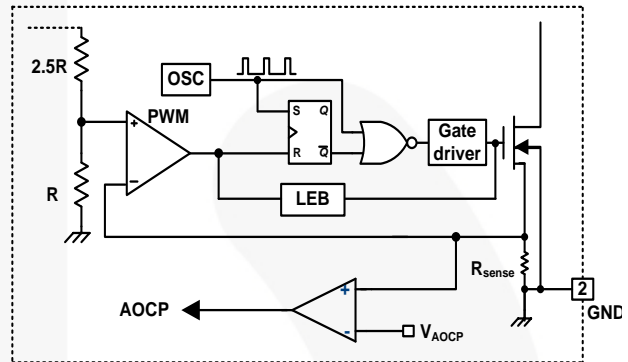 2.5R
OSC
PWM
+
S Q
R Q̅
Gate
driver
R
−
LEB
Rsense
2
GND
AOCP
+
-
VAOCP